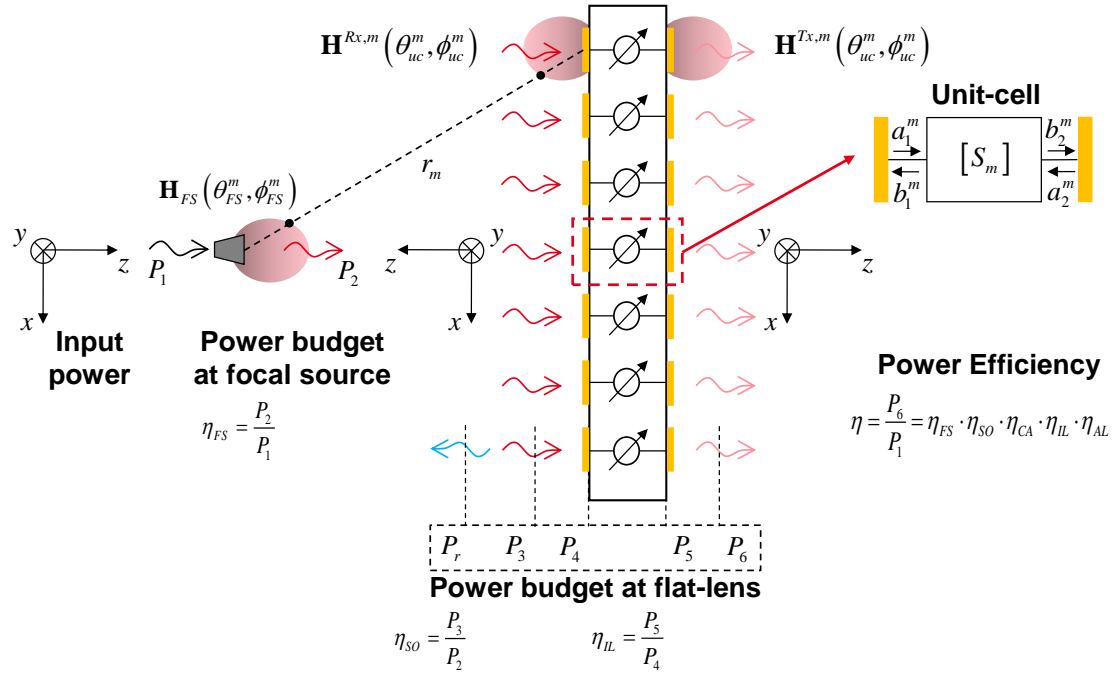 𝐇^{Rx,m}(θ_{uc}^m, ϕ_{uc}^m)
𝐇^{Tx,m}(θ_{uc}^m, ϕ_{uc}^m)
Unit-cell
a_1^m
b_2^m
[S_m]
b_1^m
a_2^m
r_m
𝐇_{FS}(θ_{FS}^m, ϕ_{FS}^m)
y
z
x
P_1
P_2
z
y
x
y
z
x
Input
power
Power budget
at focal source
η_{FS} = P_2/P_1
Power Efficiency
η = P_6/P_1 = η_{FS} · η_{SO} · η_{CA} · η_{IL} · η_{AL}
P_r P_3 P_4 P_5 P_6
Power budget at flat-lens
η_{SO} = P_3/P_2
η_{IL} = P_5/P_4